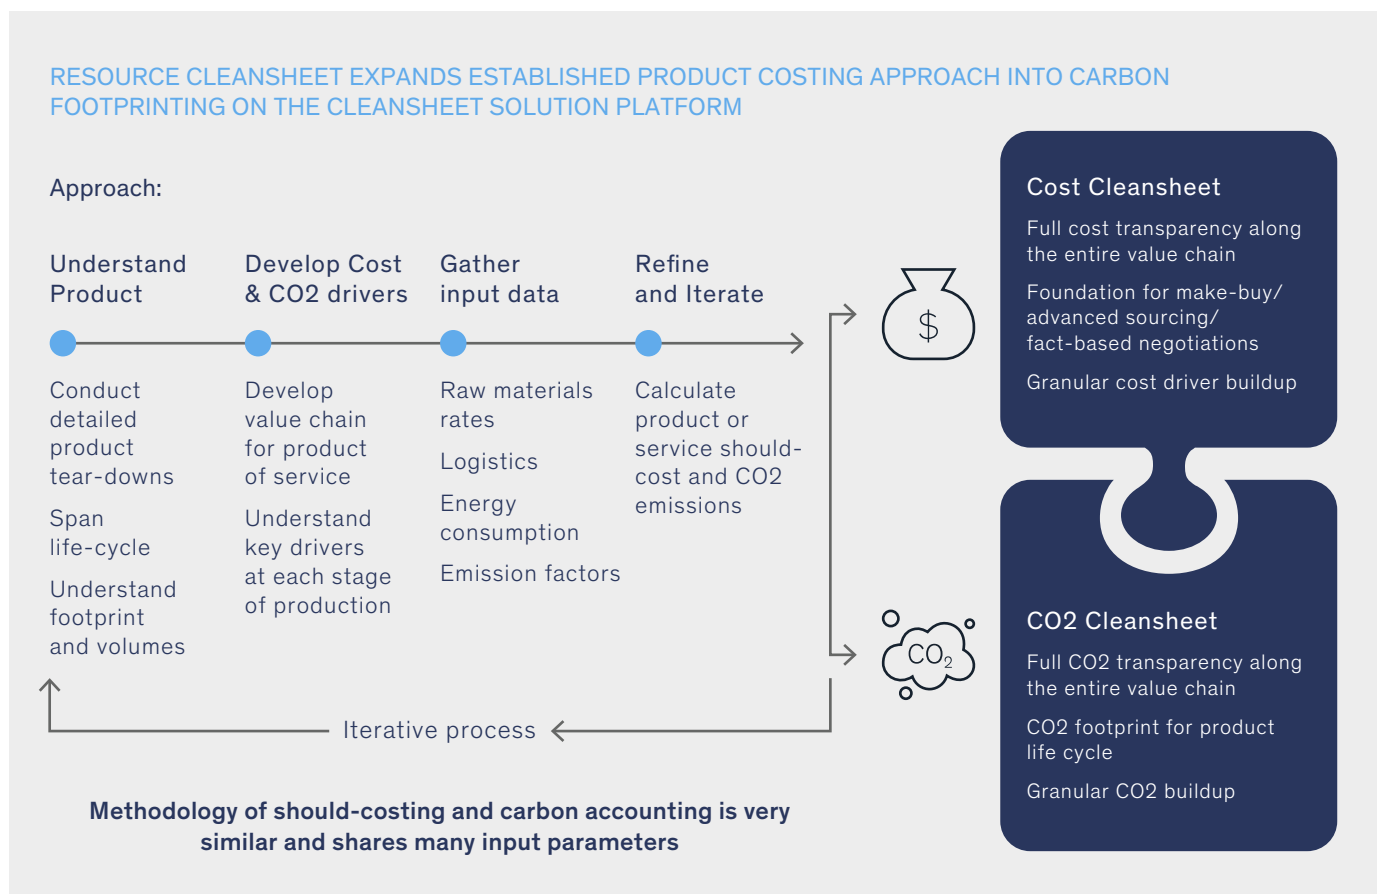 RESOURCE CLEANSHEET EXPANDS ESTABLISHED PRODUCT COSTING APPROACH INTO CARBON
FOOTPRINTING ON THE CLEANSHEET SOLUTION PLATFORM
Approach:
Understand
Product
Conduct
detailed
product
tear-downs
Span
life-cycle
Understand
footprint
and volumes
Develop Cost
& CO2 drivers
Develop
value chain
for product
of service
Understand
key drivers
at each stage
of production
Gather
input data
Raw materials
rates
Logistics
Energy
consumption
Emission factors
Refine
and Iterate
Calculate
product or
service should-
cost and CO2
emissions
Iterative process
$
CO₂
Cost Cleansheet
Full cost transparency along
the entire value chain
Foundation for make-buy/
advanced sourcing/
fact-based negotiations
Granular cost driver buildup
CO2 Cleansheet
Full CO2 transparency along
the entire value chain
CO2 footprint for product
life cycle
Granular CO2 buildup
Methodology of should-costing and carbon accounting is very
similar and shares many input parameters